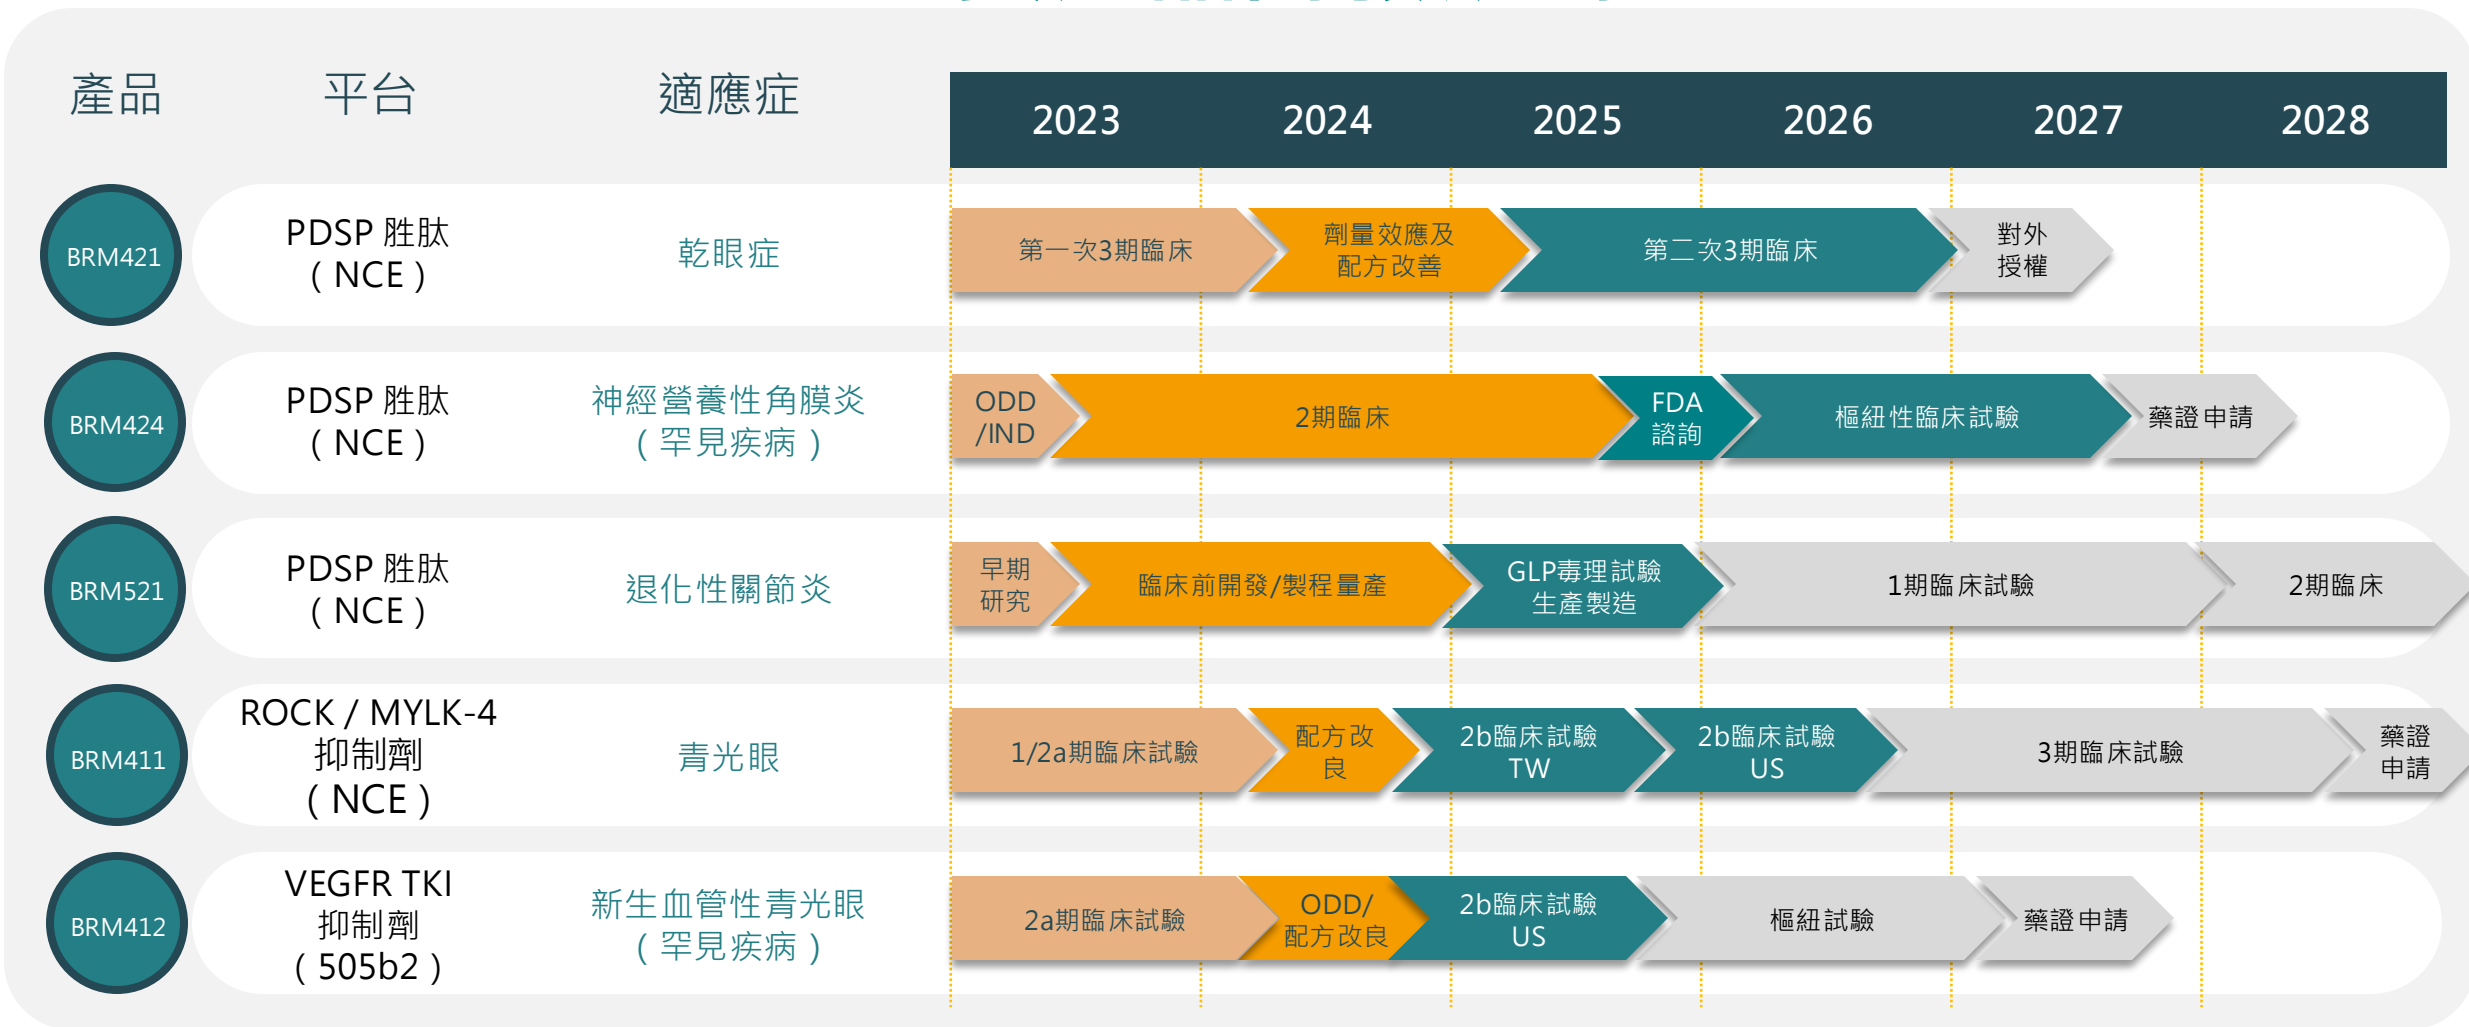 產品
平台
適應症
2023
2024
2025
2026
2027
2028
BRM421
PDSP 胜肽
（NCE）
乾眼症
第一次3期臨床
劑量效應及
配方改善
第二次3期臨床
對外
授權
BRM424
PDSP 胜肽
（NCE）
神經營養性角膜炎
（罕見疾病）
ODD
/IND
2期臨床
FDA
諮詢
樞紐性臨床試驗
藥證申請
BRM521
PDSP 胜肽
（NCE）
退化性關節炎
早期
研究
臨床前開發/製程量產
GLP毒理試驗
生產製造
1期臨床試驗
2期臨床
BRM411
ROCK / MYLK-4
抑制劑
（NCE）
青光眼
1/2a期臨床試驗
配方改
良
2b臨床試驗
TW
2b臨床試驗
US
3期臨床試驗
藥證
申請
BRM412
VEGFR TKI
抑制劑
（505b2）
新生血管性青光眼
（罕見疾病）
2a期臨床試驗
ODD/
配方改良
2b臨床試驗
US
樞紐試驗
藥證申請